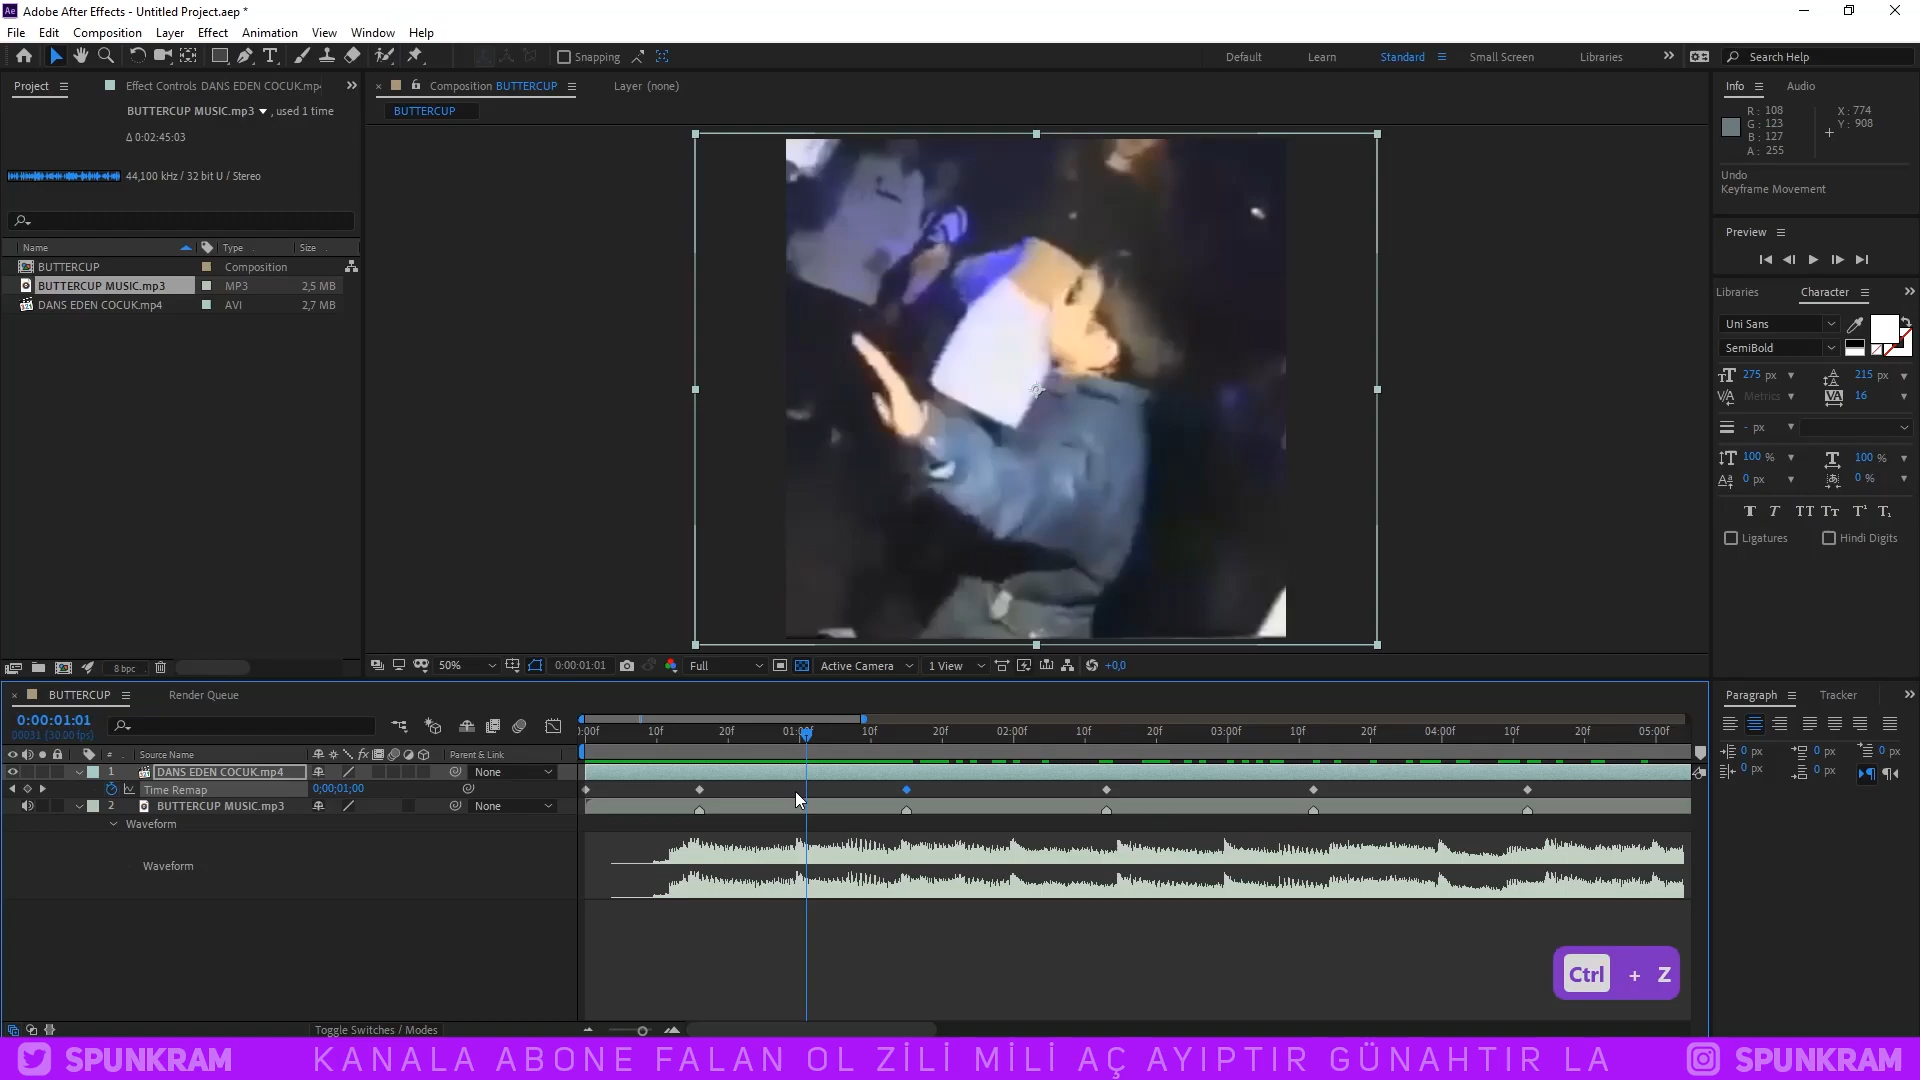 Adobe After Effects - Untitled Project.aep *
File Edit Composition Layer Effect Animation View Window Help
Snapping
Default Learn Standard Small Screen Libraries
Search Help
Project
Effect Controls DANS EDEN COCUK.mp
BUTTERCUP MUSIC.mp3 , used 1 time
Δ 0:02:45:03
44,100 kHz / 32 bit U / Stereo
Name Type Size
BUTTERCUP Composition
BUTTERCUP MUSIC.mp3 MP3 2,5 MB
DANS EDEN COCUK.mp4 AVI 2,7 MB
8 bpc
Composition BUTTERCUP
Layer (none)
BUTTERCUP
50% 0:00:01:01 Full Active Camera 1 View +0,0
Info Audio
R: 108 X: 774
G: 123 Y: 908
B: 127
A: 255
Undo
Keyframe Movement
Preview
Libraries Character
Uni Sans
SemiBold
275 px 215 px
Metrics 16
- px
100 % 100 %
0 px 0 %
T T TT Tt T¹ T₁
Ligatures Hindi Digits
Paragraph Tracker
0 px 0 px 0 px
0 px 0 px
BUTTERCUP Render Queue
0:00:01:01
00031 (30.00 fps)
:00f 10f 20f 01:00f 10f 20f 02:00f 10f 20f 03:00f 10f 20f 04:00f 10f 20f 05:00f
# Source Name Parent & Link
1 DANS EDEN COCUK.mp4 None
Time Remap 0;00;01;00
2 BUTTERCUP MUSIC.mp3 None
Waveform
Waveform
Toggle Switches / Modes
Ctrl + Z
SPUNKRAM KANALA ABONE FALAN OL ZİLİ MİLİ AÇ AYIPTIR GÜNAHTIR LA SPUNKRAM